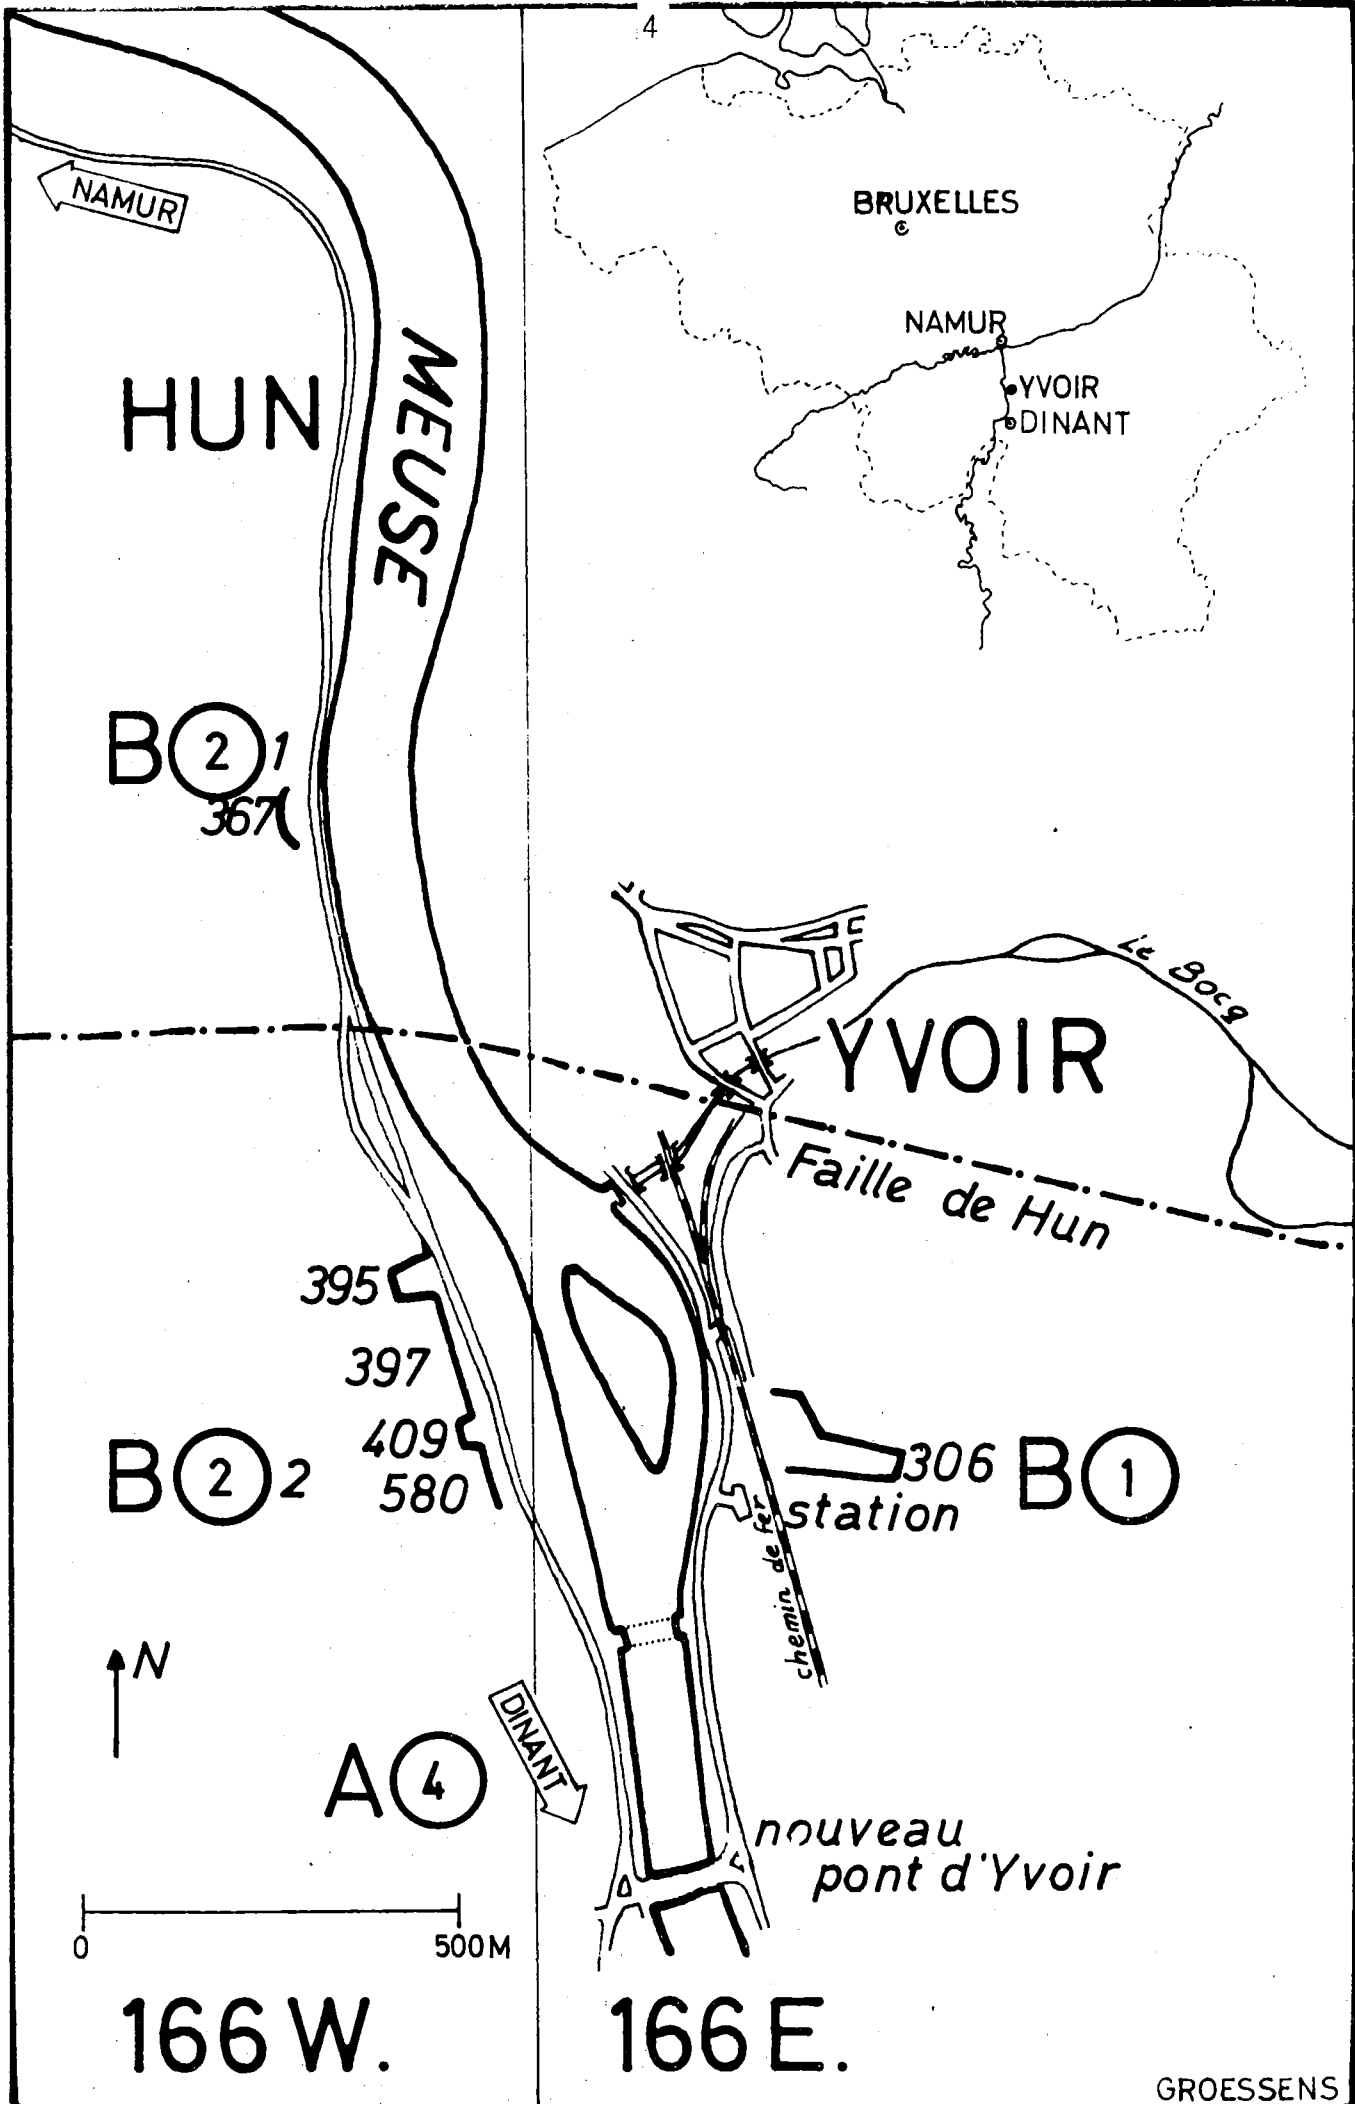 4
NAMUR
BRUXELLES
NAMUR
YVOIR
DINANT
HUN
MEUSE
B 2 1
367
Le Bocq
YVOIR
Faille de Hun
395
397
409
580
B 2 2
306 B 1
station
chemin de fer
N
DINANT
A 4
nouveau
pont d'Yvoir
0 500M
166 W. 166 E.
GROESSENS